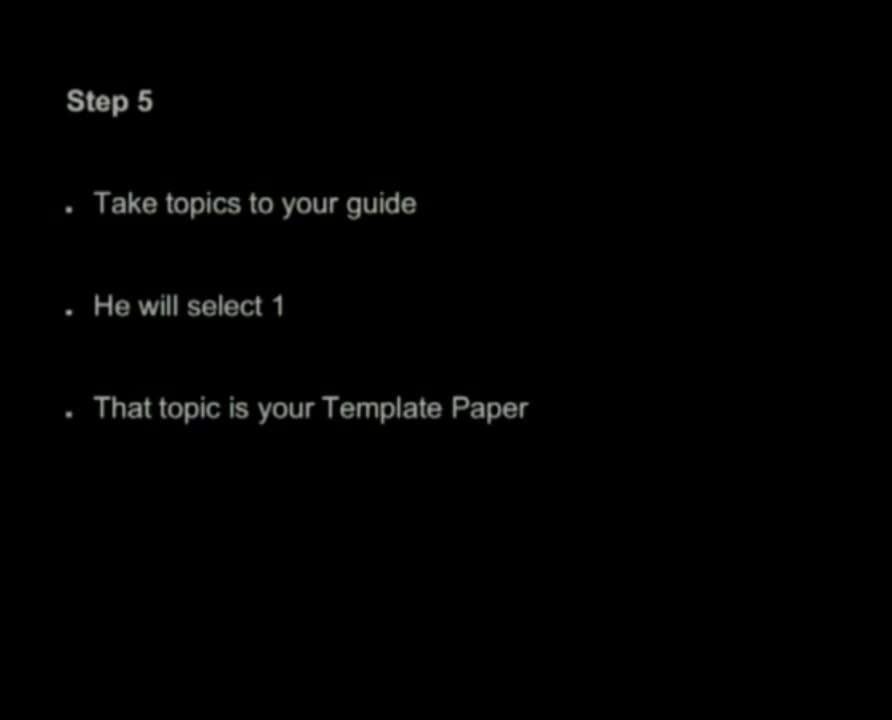 Step 5
. Take topics to your guide
. He will select 1
. That topic is your Template Paper